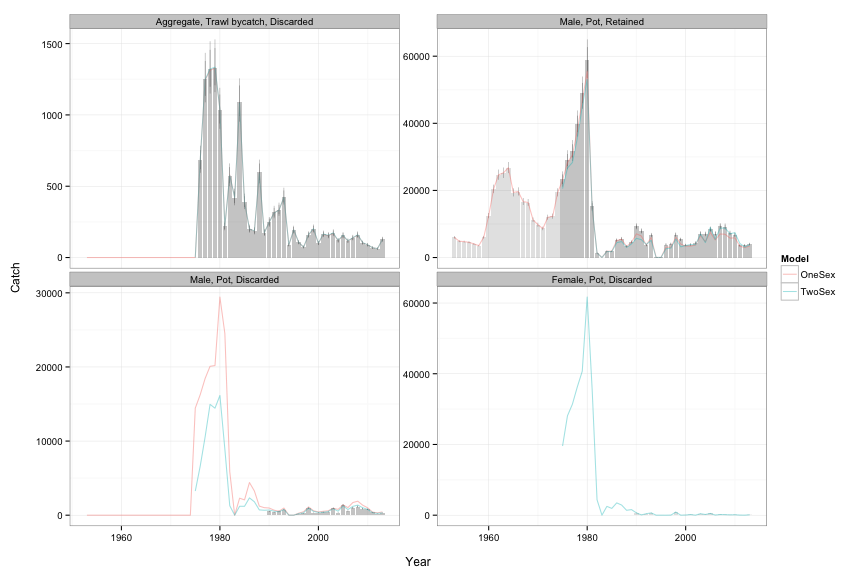 Aggregate, Trawl bycatch, Discarded
Male, Pot, Retained
1500
1000
500
0
60000
40000
20000
0
Male, Pot, Discarded
Female, Pot, Discarded
30000
20000
10000
0
60000
40000
20000
0
1960
1980
2000
1960
1980
2000
Catch
Year
Model
OneSex
TwoSex